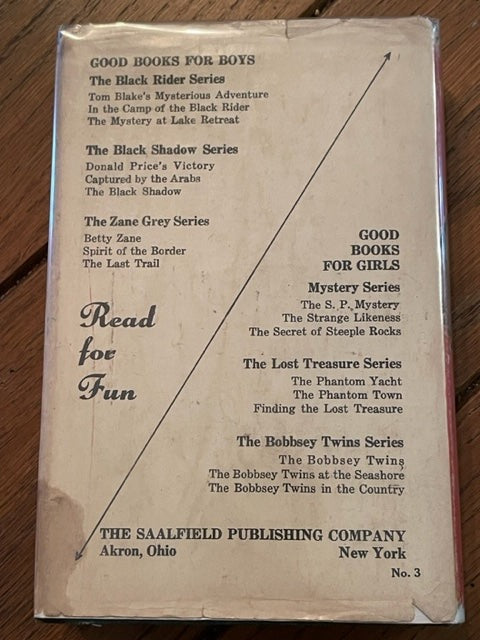 GOOD BOOKS FOR BOYS
The Black Rider Series
Tom Blake's Mysterious Adventure
In the Camp of the Black Rider
The Mystery at Lake Retreat
The Black Shadow Series
Donald Price's Victory
Captured by the Arabs
The Black Shadow
The Zane Grey Series
Betty Zane
Spirit of the Border
The Last Trail
Read
for
Fun
GOOD
BOOKS
FOR GIRLS
Mystery Series
The S. P. Mystery
The Strange Likeness
The Secret of Steeple Rocks
The Lost Treasure Series
The Phantom Yacht
The Phantom Town
Finding the Lost Treasure
The Bobbsey Twins Series
The Bobbsey Twins
The Bobbsey Twins at the Seashore
The Bobbsey Twins in the Country
THE SAALFIELD PUBLISHING COMPANY
Akron, Ohio New York
No. 3